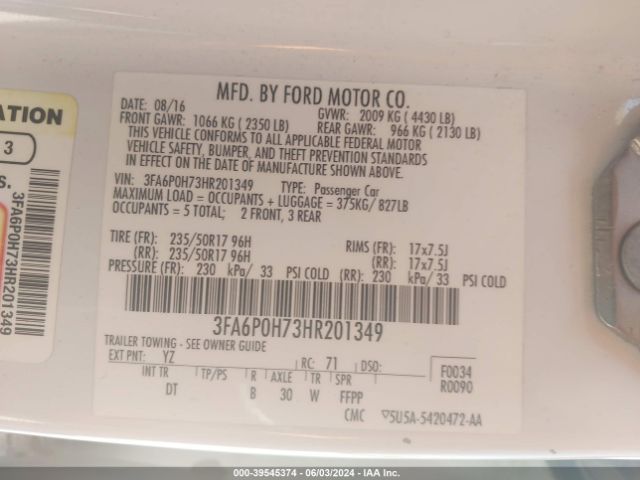 MFD. BY FORD MOTOR CO.
DATE: 08/16 GVWR: 2009 KG ( 4430 LB)
FRONT GAWR: 1066 KG ( 2350 LB) REAR GAWR: 966 KG ( 2130 LB)
THIS VEHICLE CONFORMS TO ALL APPLICABLE FEDERAL MOTOR
VEHICLE SAFETY, BUMPER, AND THEFT PREVENTION STANDARDS
IN EFFECT ON THE DATE OF MANUFACTURE SHOWN ABOVE.
VIN: 3FA6P0H73HR201349 TYPE: Passenger Car
MAXIMUM LOAD = OCCUPANTS + LUGGAGE = 375KG/ 827LB
OCCUPANTS = 5 TOTAL; 2 FRONT, 3 REAR
TIRE (FR): 235/50R17 96H RIMS (FR): 17x7.5J
(RR): 235/50R17 96H (RR): 17x7.5J
PRESSURE (FR): 230 kPa/ 33 PSI COLD (RR): 230 kPa/ 33 PSI COLD
3FA6P0H73HR201349
TRAILER TOWING - SEE OWNER GUIDE
EXT PNT: YZ RC: 71 DSO: F0034
R0090
INT TR TP/PS R AXLE TR SPR
DT B 30 W FFPP
CMC 5U5A-5420472-AA
ATION
3
S.
3FA6P0H73HR201349
000-39545374 | 06/03/2024 - IAA Inc.